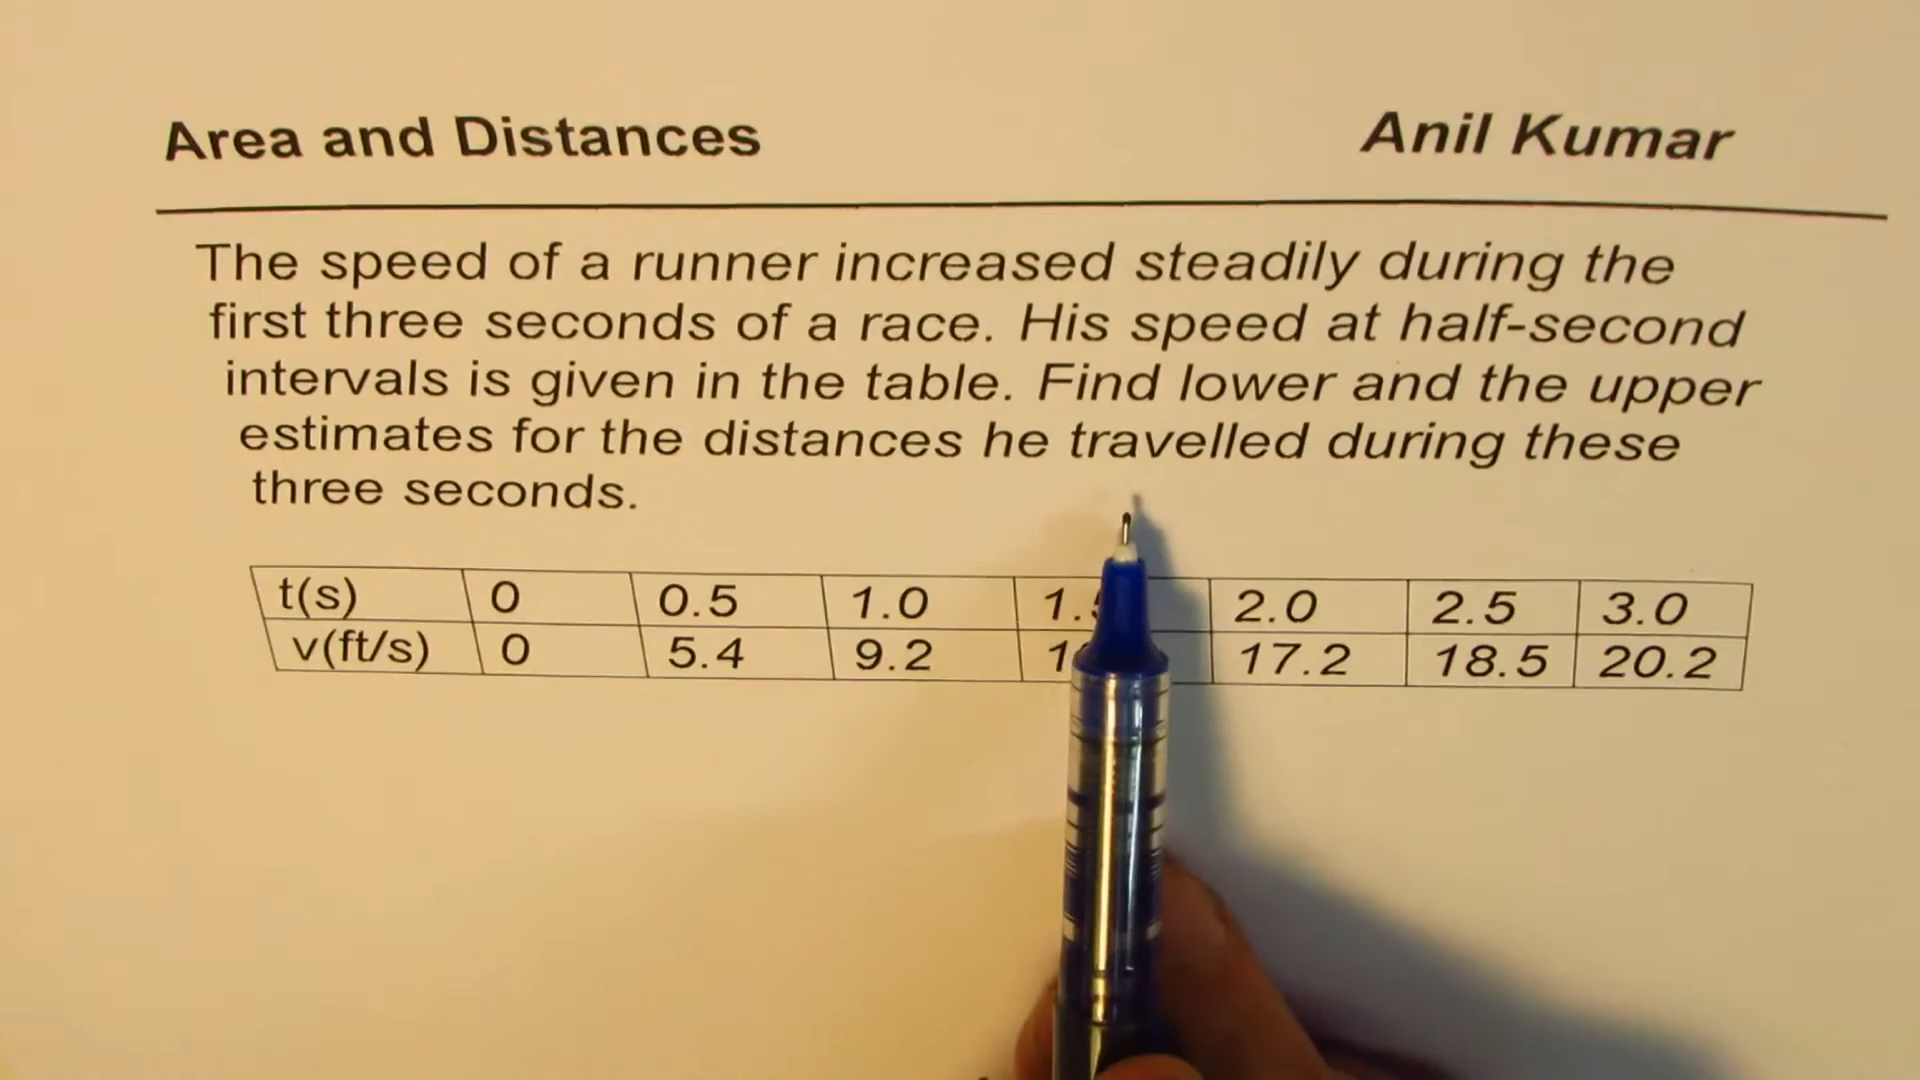 Area and Distances Anil Kumar
The speed of a runner increased steadily during the
first three seconds of a race. His speed at half-second
intervals is given in the table. Find lower and the upper
estimates for the distances he travelled during these
three seconds.
t(s) 0 0.5 1.0 2.0 2.5 3.0
v(ft/s) 0 5.4 9.2 17.2 18.5 20.2